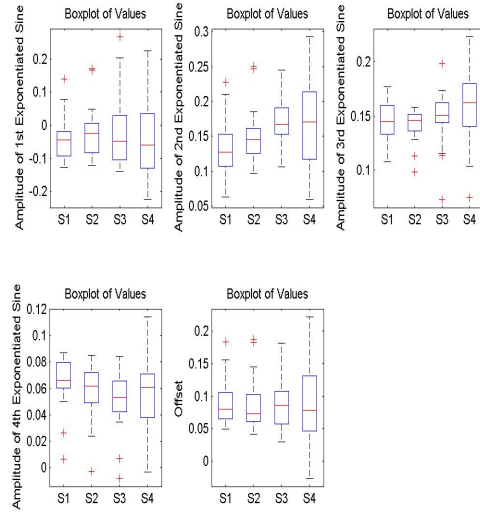 Boxplot of Values
Amplitude of 1st Exponentiated Sine
0.2
0.1
0
-0.1
-0.2
S1 S2 S3 S4
Boxplot of Values
Amplitude of 2nd Exponentiated Sine
0.3
0.25
0.2
0.15
0.1
0.05
S1 S2 S3 S4
Boxplot of Values
Amplitude of 3rd Exponentiated Sine
0.2
0.15
0.1
S1 S2 S3 S4
Boxplot of Values
Amplitude of 4th Exponentiated Sine
0.12
0.1
0.08
0.06
0.04
0.02
0
S1 S2 S3 S4
Boxplot of Values
Offset
0.2
0.15
0.1
0.05
0
S1 S2 S3 S4